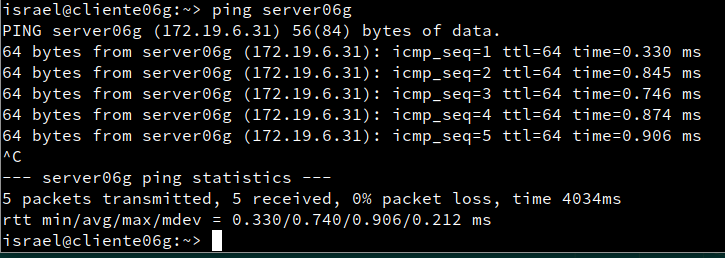 israel@cliente06g:~> ping server06g
PING server06g (172.19.6.31) 56(84) bytes of data.
64 bytes from server06g (172.19.6.31): icmp_seq=1 ttl=64 time=0.330 ms
64 bytes from server06g (172.19.6.31): icmp_seq=2 ttl=64 time=0.845 ms
64 bytes from server06g (172.19.6.31): icmp_seq=3 ttl=64 time=0.746 ms
64 bytes from server06g (172.19.6.31): icmp_seq=4 ttl=64 time=0.874 ms
64 bytes from server06g (172.19.6.31): icmp_seq=5 ttl=64 time=0.906 ms
^C
--- server06g ping statistics ---
5 packets transmitted, 5 received, 0% packet loss, time 4034ms
rtt min/avg/max/mdev = 0.330/0.740/0.906/0.212 ms
israel@cliente06g:~>